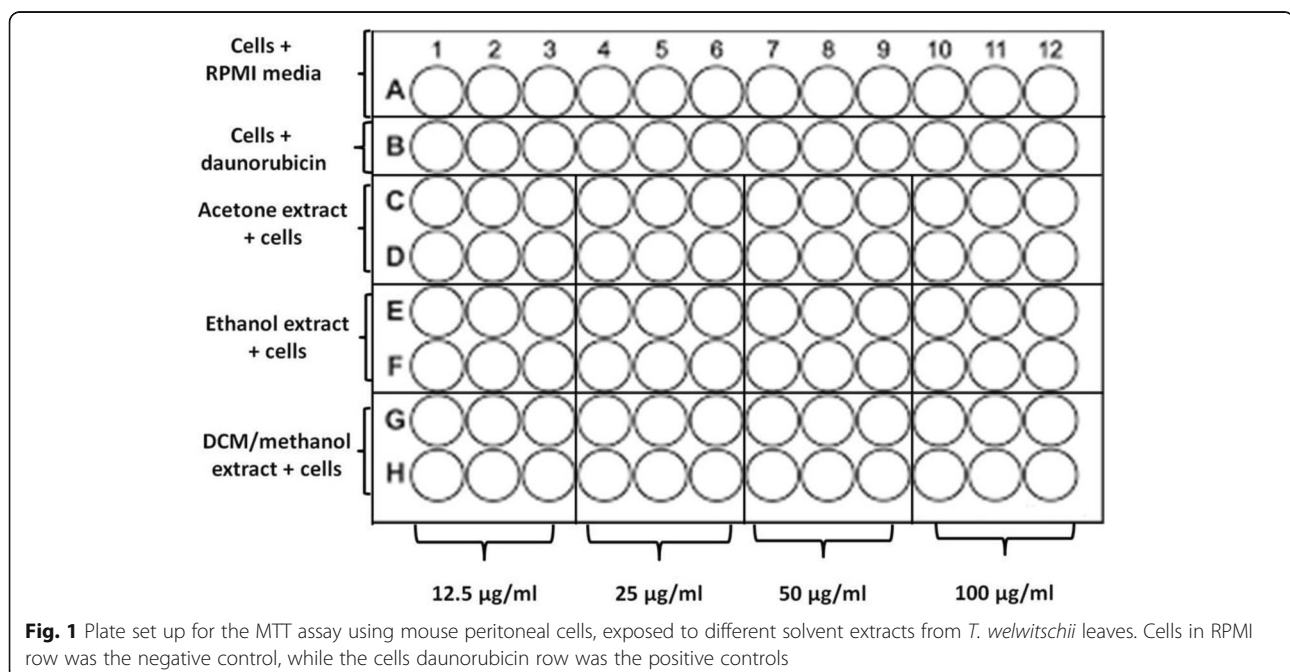 Cells +
RPMI media
1 2 3 4 5 6 7 8 9 10 11 12
A
Cells +
daunorubicin
B
Acetone extract
+ cells
C
D
Ethanol extract
+ cells
E
F
DCM/methanol
extract + cells
G
H
12.5 µg/ml 25 µg/ml 50 µg/ml 100 µg/ml
Fig. 1 Plate set up for the MTT assay using mouse peritoneal cells, exposed to different solvent extracts from T. welwitschii leaves. Cells in RPMI
row was the negative control, while the cells daunorubicin row was the positive controls